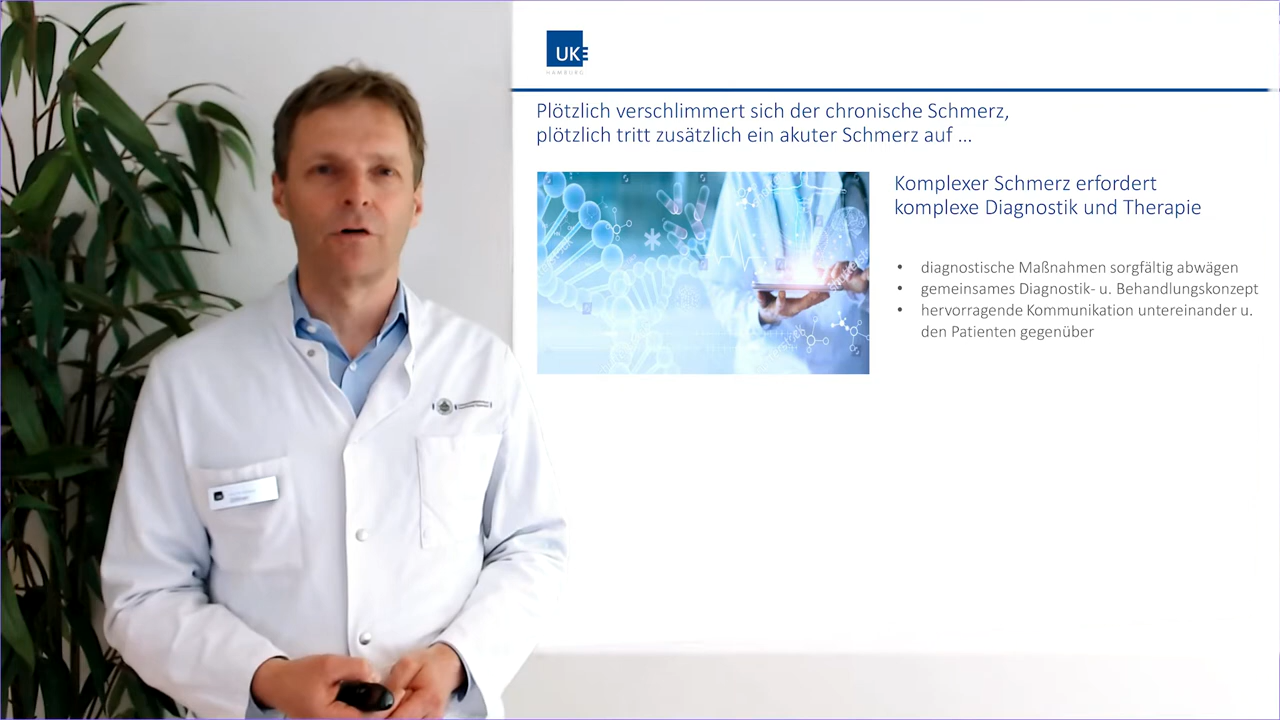 UKE
HAMBURG
Plötzlich verschlimmert sich der chronische Schmerz,
plötzlich tritt zusätzlich ein akuter Schmerz auf ...
Komplexer Schmerz erfordert
komplexe Diagnostik und Therapie
• diagnostische Maßnahmen sorgfältig abwägen
• gemeinsames Diagnostik- u. Behandlungskonzept
• hervorragende Kommunikation untereinander u.
den Patienten gegenüber